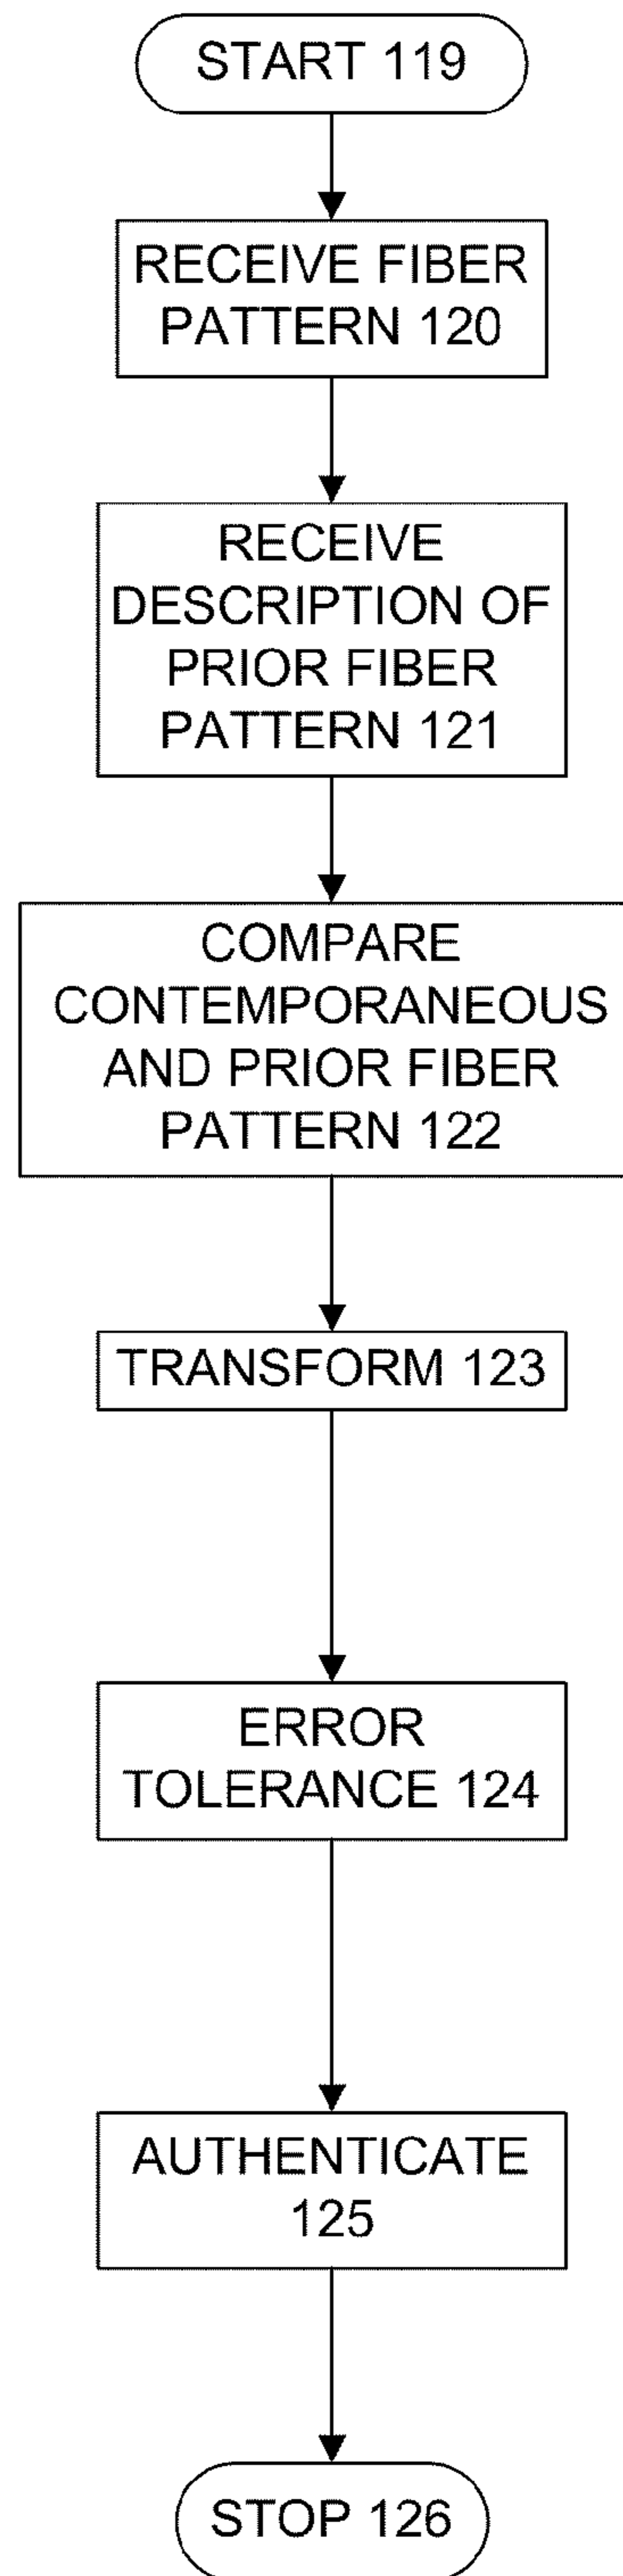 START 119
RECEIVE FIBER
PATTERN 120
RECEIVE
DESCRIPTION OF
PRIOR FIBER
PATTERN 121
COMPARE
CONTEMPORANEOUS
AND PRIOR FIBER
PATTERN 122
TRANSFORM 123
ERROR
TOLERANCE 124
AUTHENTICATE
125
STOP 126